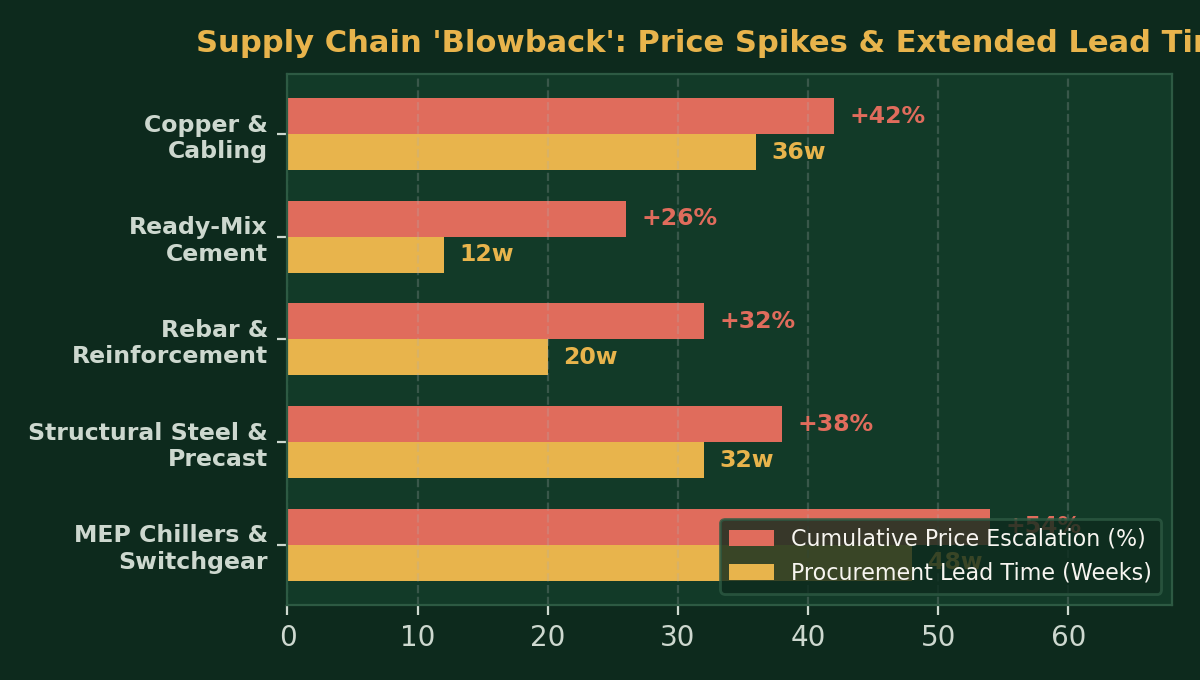 Supply Chain 'Blowback': Price Spikes & Extended Lead
Copper &
Cabling
+42%
36w
Ready-Mix
Cement
+26%
12w
Rebar &
Reinforcement
+32%
20w
Structural Steel &
Precast
+38%
32w
MEP Chillers &
Switchgear
+54%
48w
Cumulative Price Escalation (%)
Procurement Lead Time (Weeks)
0 10 20 30 40 50 60